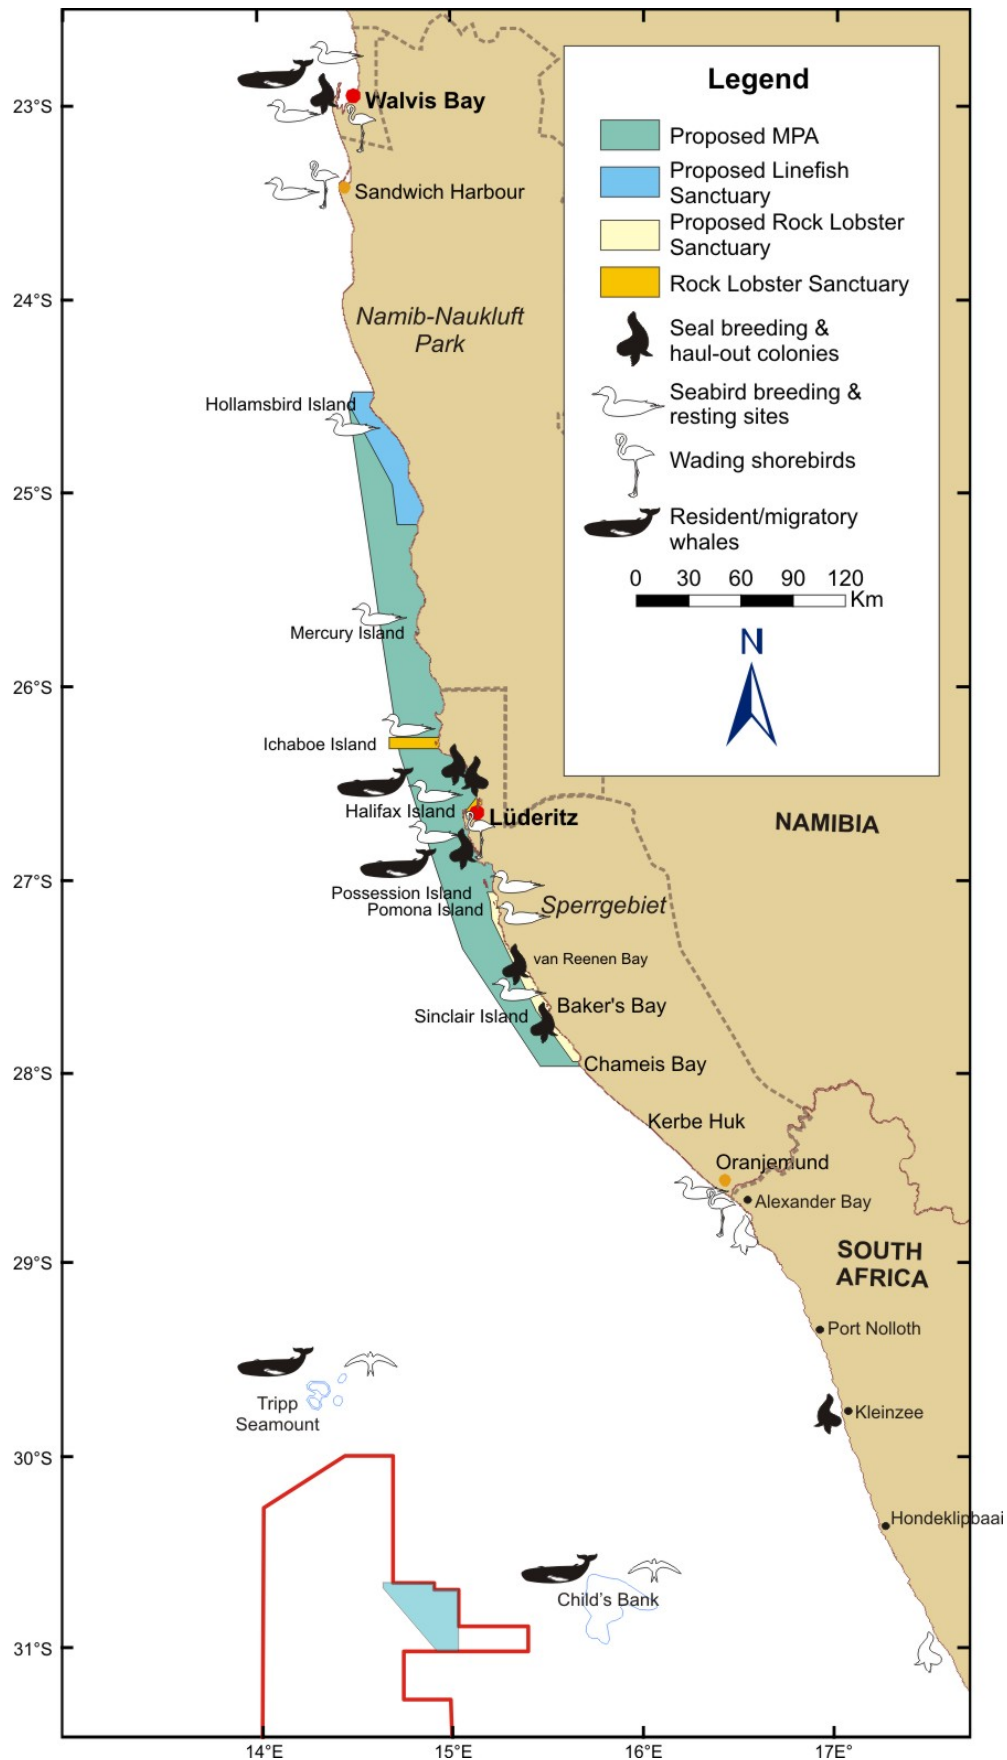 Legend
Proposed MPA
Proposed Linefish
Sanctuary
Proposed Rock Lobster
Sanctuary
Rock Lobster Sanctuary
Seal breeding &
haul-out colonies
Seabird breeding &
resting sites
Wading shorebirds
Resident/migratory
whales
0 30 60 90 120
Km
N
23°S
Walvis Bay
Sandwich Harbour
24°S
Namib-Naukluft
Park
Hollamsbird Island
25°S
Mercury Island
26°S
Ichaboe Island
Halifax Island
Lüderitz
NAMIBIA
27°S
Possession Island
Pomona Island
Sperrgebiet
van Reenen Bay
Baker's Bay
Sinclair Island
Chameis Bay
28°S
Kerbe Huk
Oranjemund
Alexander Bay
29°S
SOUTH
AFRICA
Port Nolloth
Tripp
Seamount
Kleinzee
30°S
Hondeklipbaai
Child's Bank
31°S
14°E 15°E 16°E 17E°